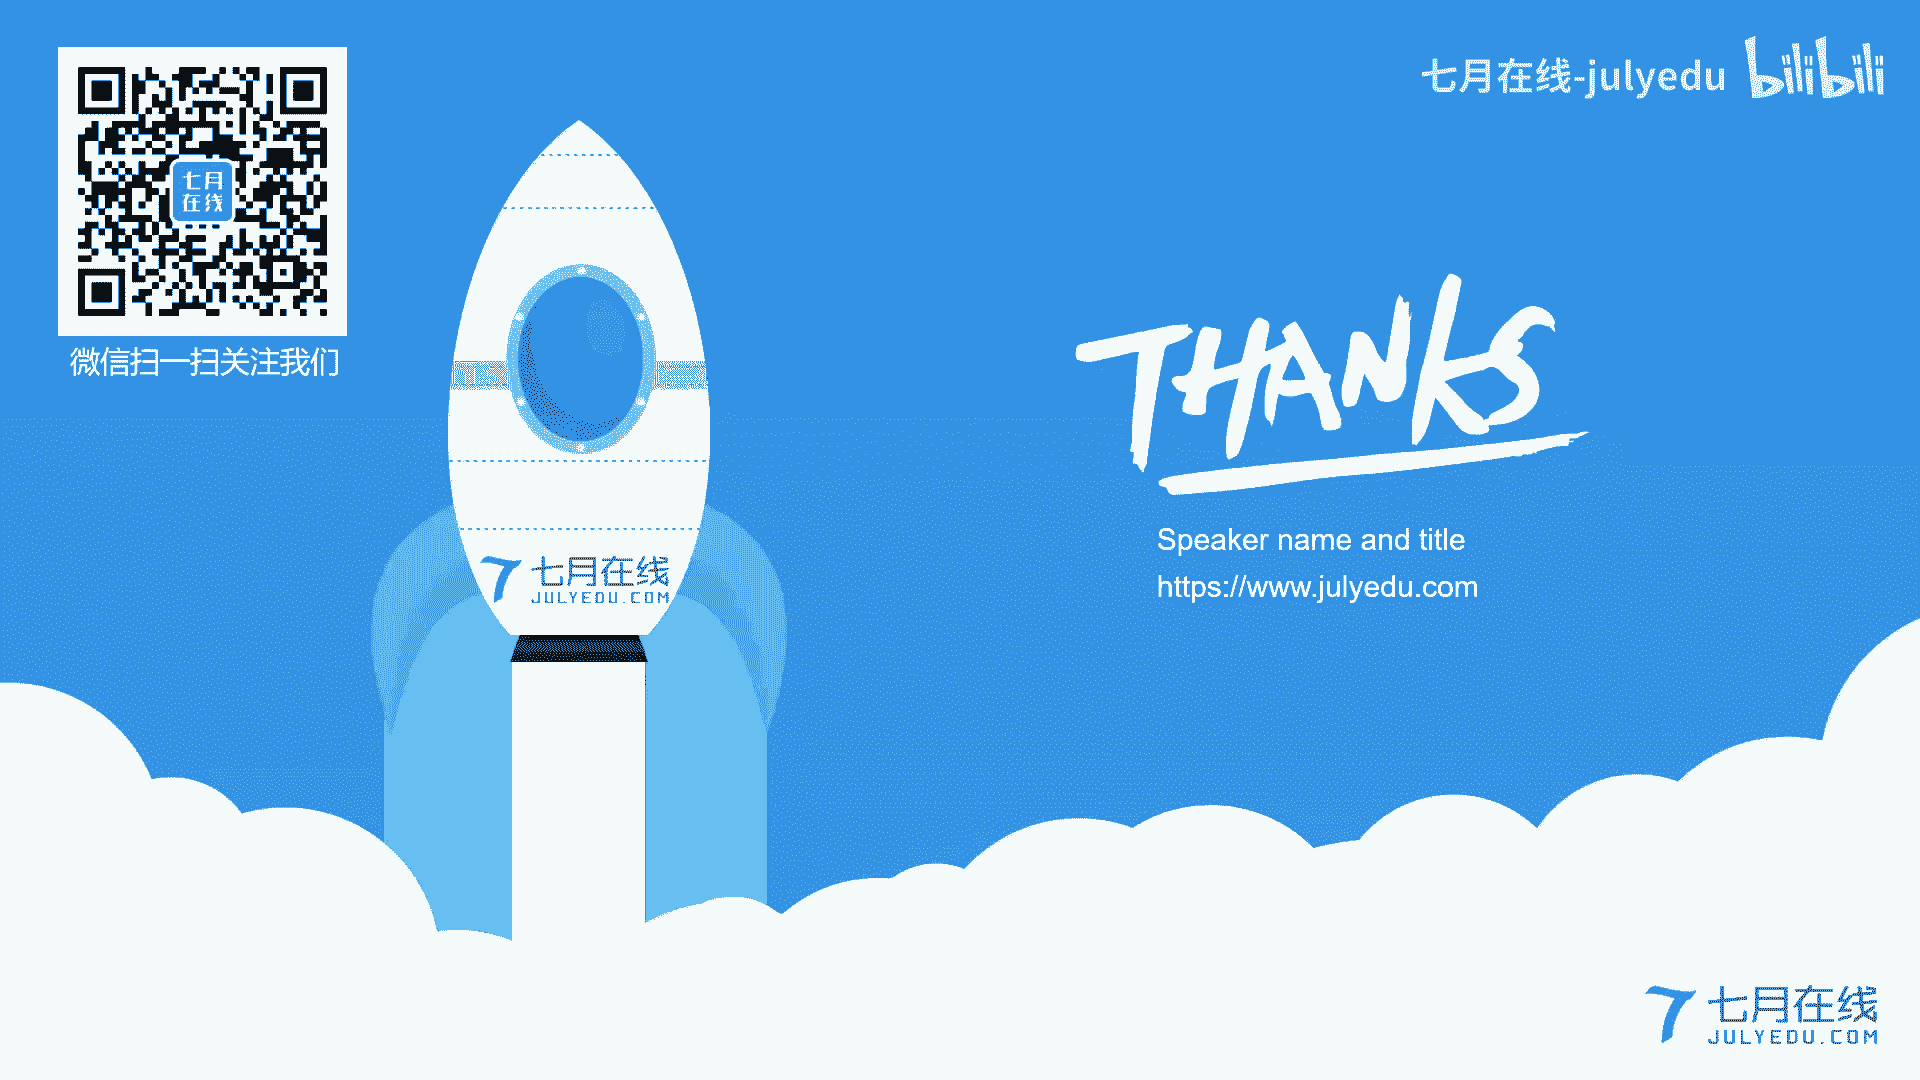 七月在线-julyedu bilibili
七月
在线
微信扫一扫关注我们
THANKS
Speaker name and title
https://www.julyedu.com
七月在线
JULYEDU.COM
七月在线
JULYEDU.COM